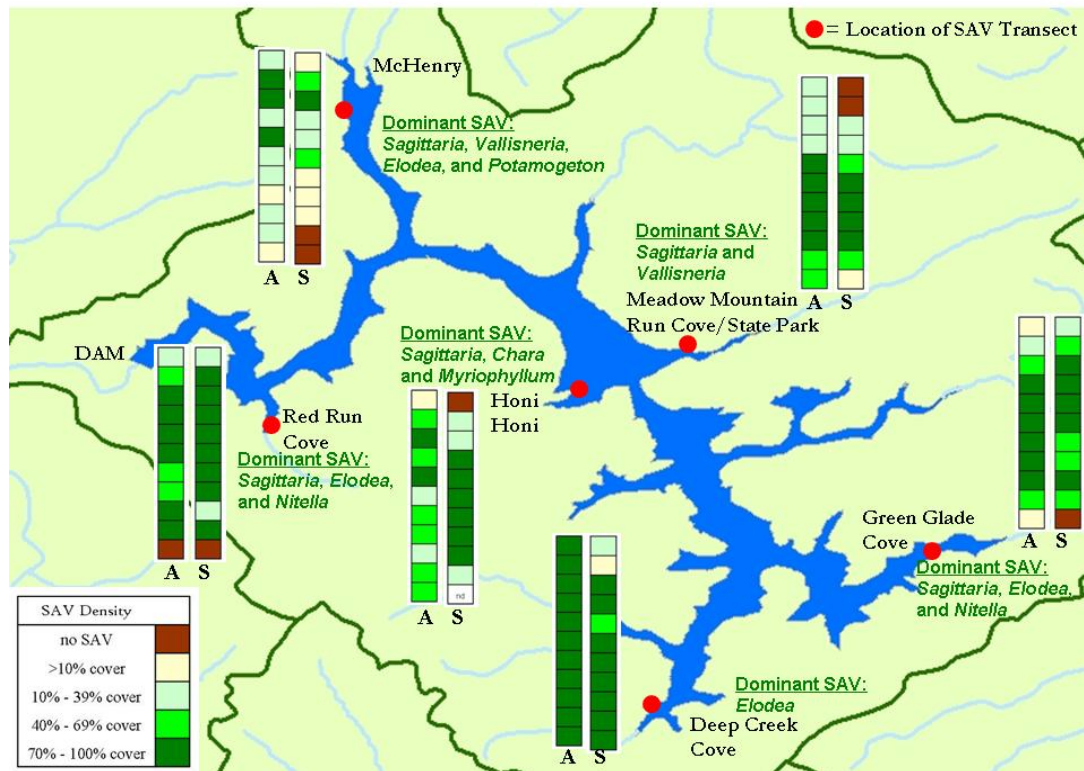 = Location of SAV Transect
McHenry
Dominant SAV:
Sagittaria, Vallisneria,
Elodea, and Potamogeton
A S
Dominant SAV:
Sagittaria and
Vallisneria
Meadow Mountain
Run Cove/State Park
A S
DAM
Dominant SAV:
Sagittaria, Chara
and Myriophyllum
Honi
Honi
A S
Red Run
Cove
Dominant SAV:
Sagittaria, Elodea,
and Nitella
A S
nd
Green Glade
Cove
Dominant SAV:
Sagittaria, Elodea,
and Nitella
A S
Dominant SAV:
Elodea
Deep Creek
Cove
A S
SAV Density
no SAV
>10% cover
10% - 39% cover
40% - 69% cover
70% - 100% cover